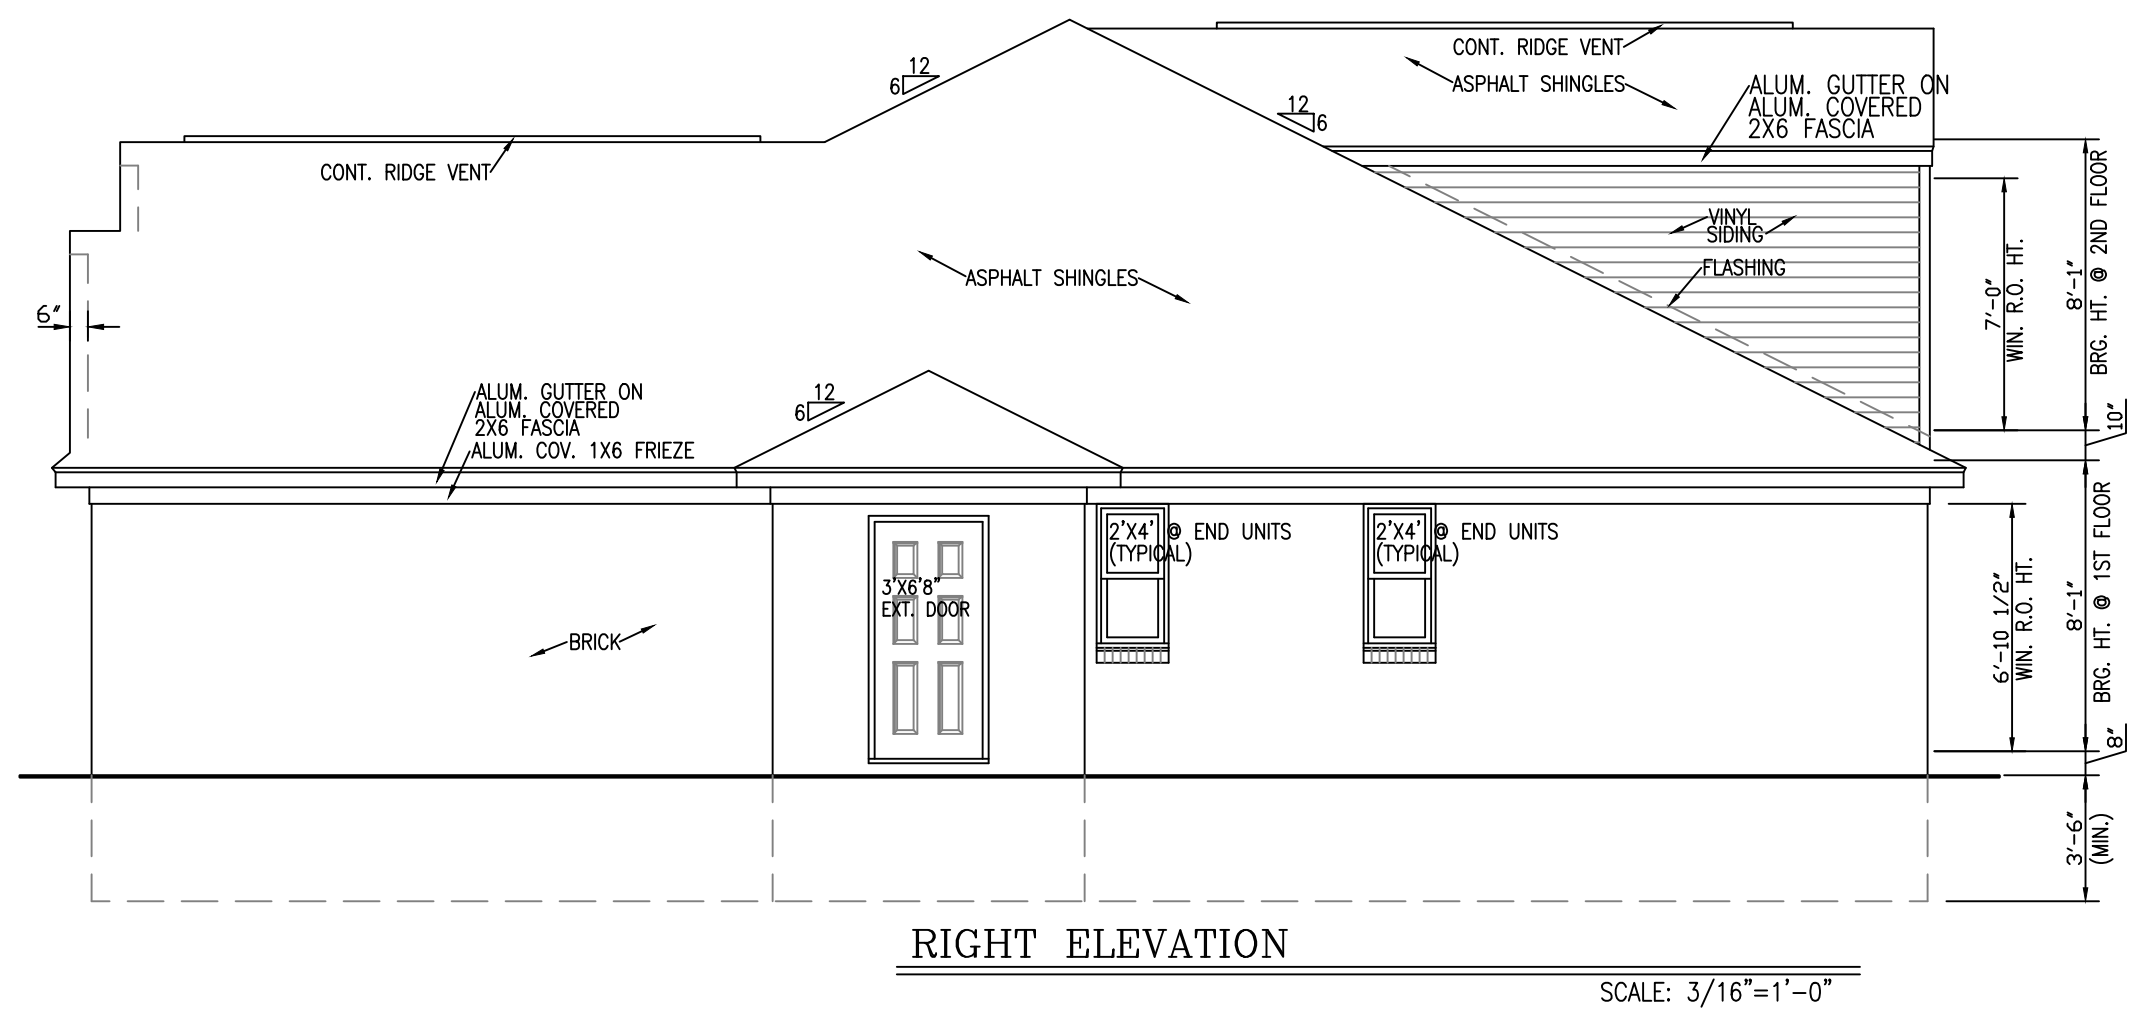 CONT. RIDGE VENT
12
6
ASPHALT SHINGLES
ALUM. GUTTER ON
ALUM. COVERED
2X6 FASCIA
12
6
CONT. RIDGE VENT
BRG. HT. @ 2ND FLOOR
8'-1"
7'-0"
WIN. R.O. HT.
VINYL
SIDING
FLASHING
ASPHALT SHINGLES
6"
12
6
ALUM. GUTTER ON
ALUM. COVERED
2X6 FASCIA
ALUM. COV. 1X6 FRIEZE
10"
2'X4' @ END UNITS
(TYPICAL)
2'X4' @ END UNITS
(TYPICAL)
3'X6'8"
EXT. DOOR
BRICK
6'-10 1/2"
WIN. R.O. HT.
8'-1"
BRG. HT. @ 1ST FLOOR
8"
3'-6"
(MIN.)
RIGHT ELEVATION
SCALE: 3/16"=1'-0"